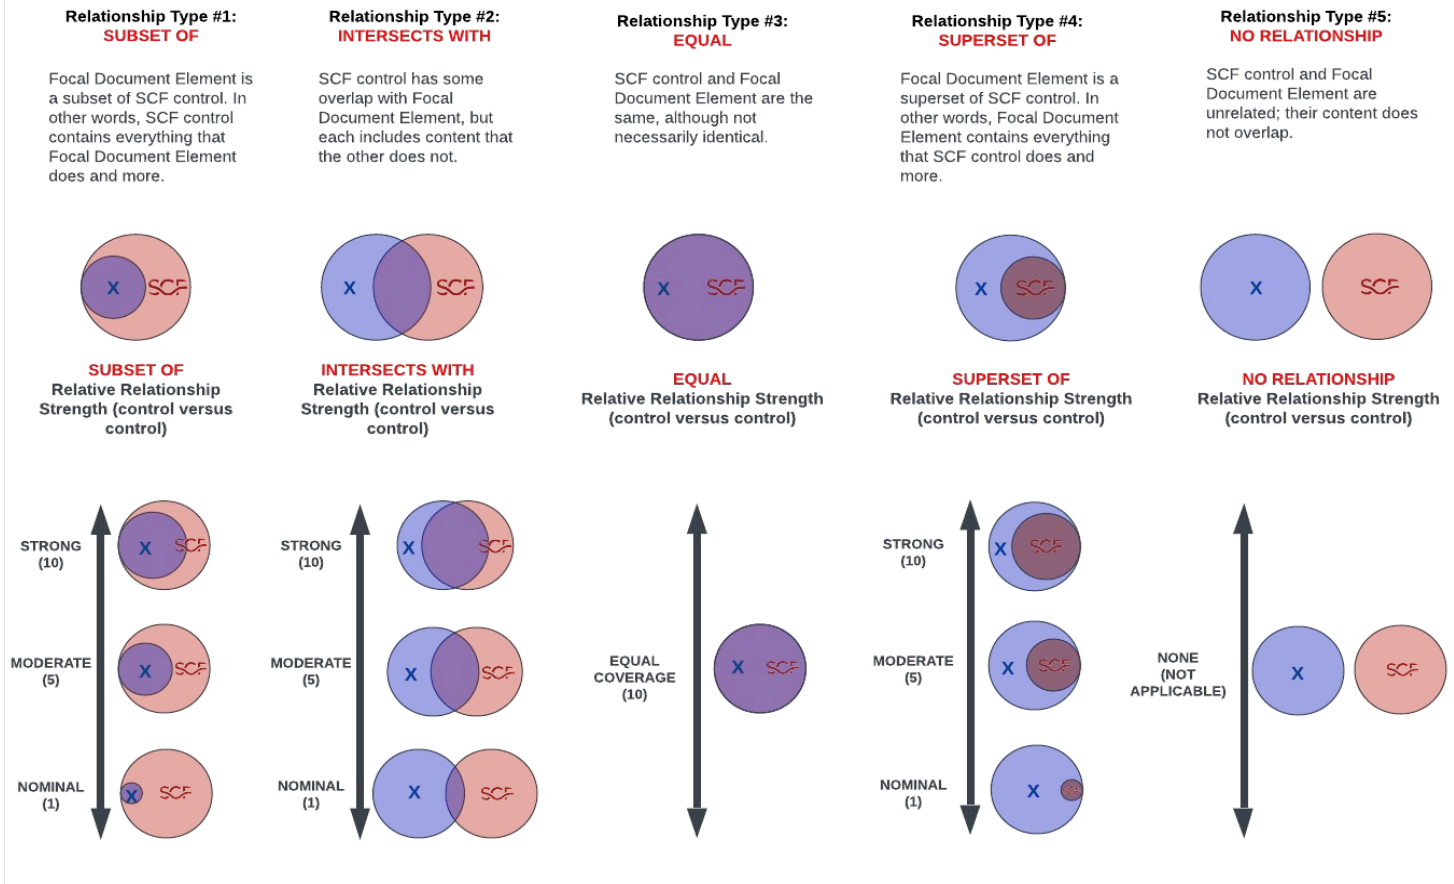 Relationship Type #1:
SUBSET OF
Focal Document Element is
a subset of SCF control. In
other words, SCF control
contains everything that
Focal Document Element
does and more.
X
SCF
SUBSET OF
Relative Relationship
Strength (control versus
control)
STRONG
(10)
X
SCF
MODERATE
(5)
X
SCF
NOMINAL
(1)
X
SCF
Relationship Type #2:
INTERSECTS WITH
SCF control has some
overlap with Focal
Document Element, but
each includes content that
the other does not.
X
SCF
INTERSECTS WITH
Relative Relationship
Strength (control versus
control)
STRONG
(10)
X
SCF
MODERATE
(5)
X
SCF
NOMINAL
(1)
X
SCF
Relationship Type #3:
EQUAL
SCF control and Focal
Document Element are the
same, although not
necessarily identical.
X
SCF
EQUAL
Relative Relationship Strength
(control versus control)
EQUAL
COVERAGE
(10)
X
SCF
Relationship Type #4:
SUPERSET OF
Focal Document Element is a
superset of SCF control. In
other words, Focal Document
Element contains everything
that SCF control does and
more.
X
SCF
SUPERSET OF
Relative Relationship Strength
(control versus control)
STRONG
(10)
X
SCF
MODERATE
(5)
X
SCF
NOMINAL
(1)
X
SCF
Relationship Type #5:
NO RELATIONSHIP
SCF control and Focal
Document Element are
unrelated; their content does
not overlap.
X
SCF
NO RELATIONSHIP
Relative Relationship Strength
(control versus control)
NONE
(NOT
APPLICABLE)
X
SCF